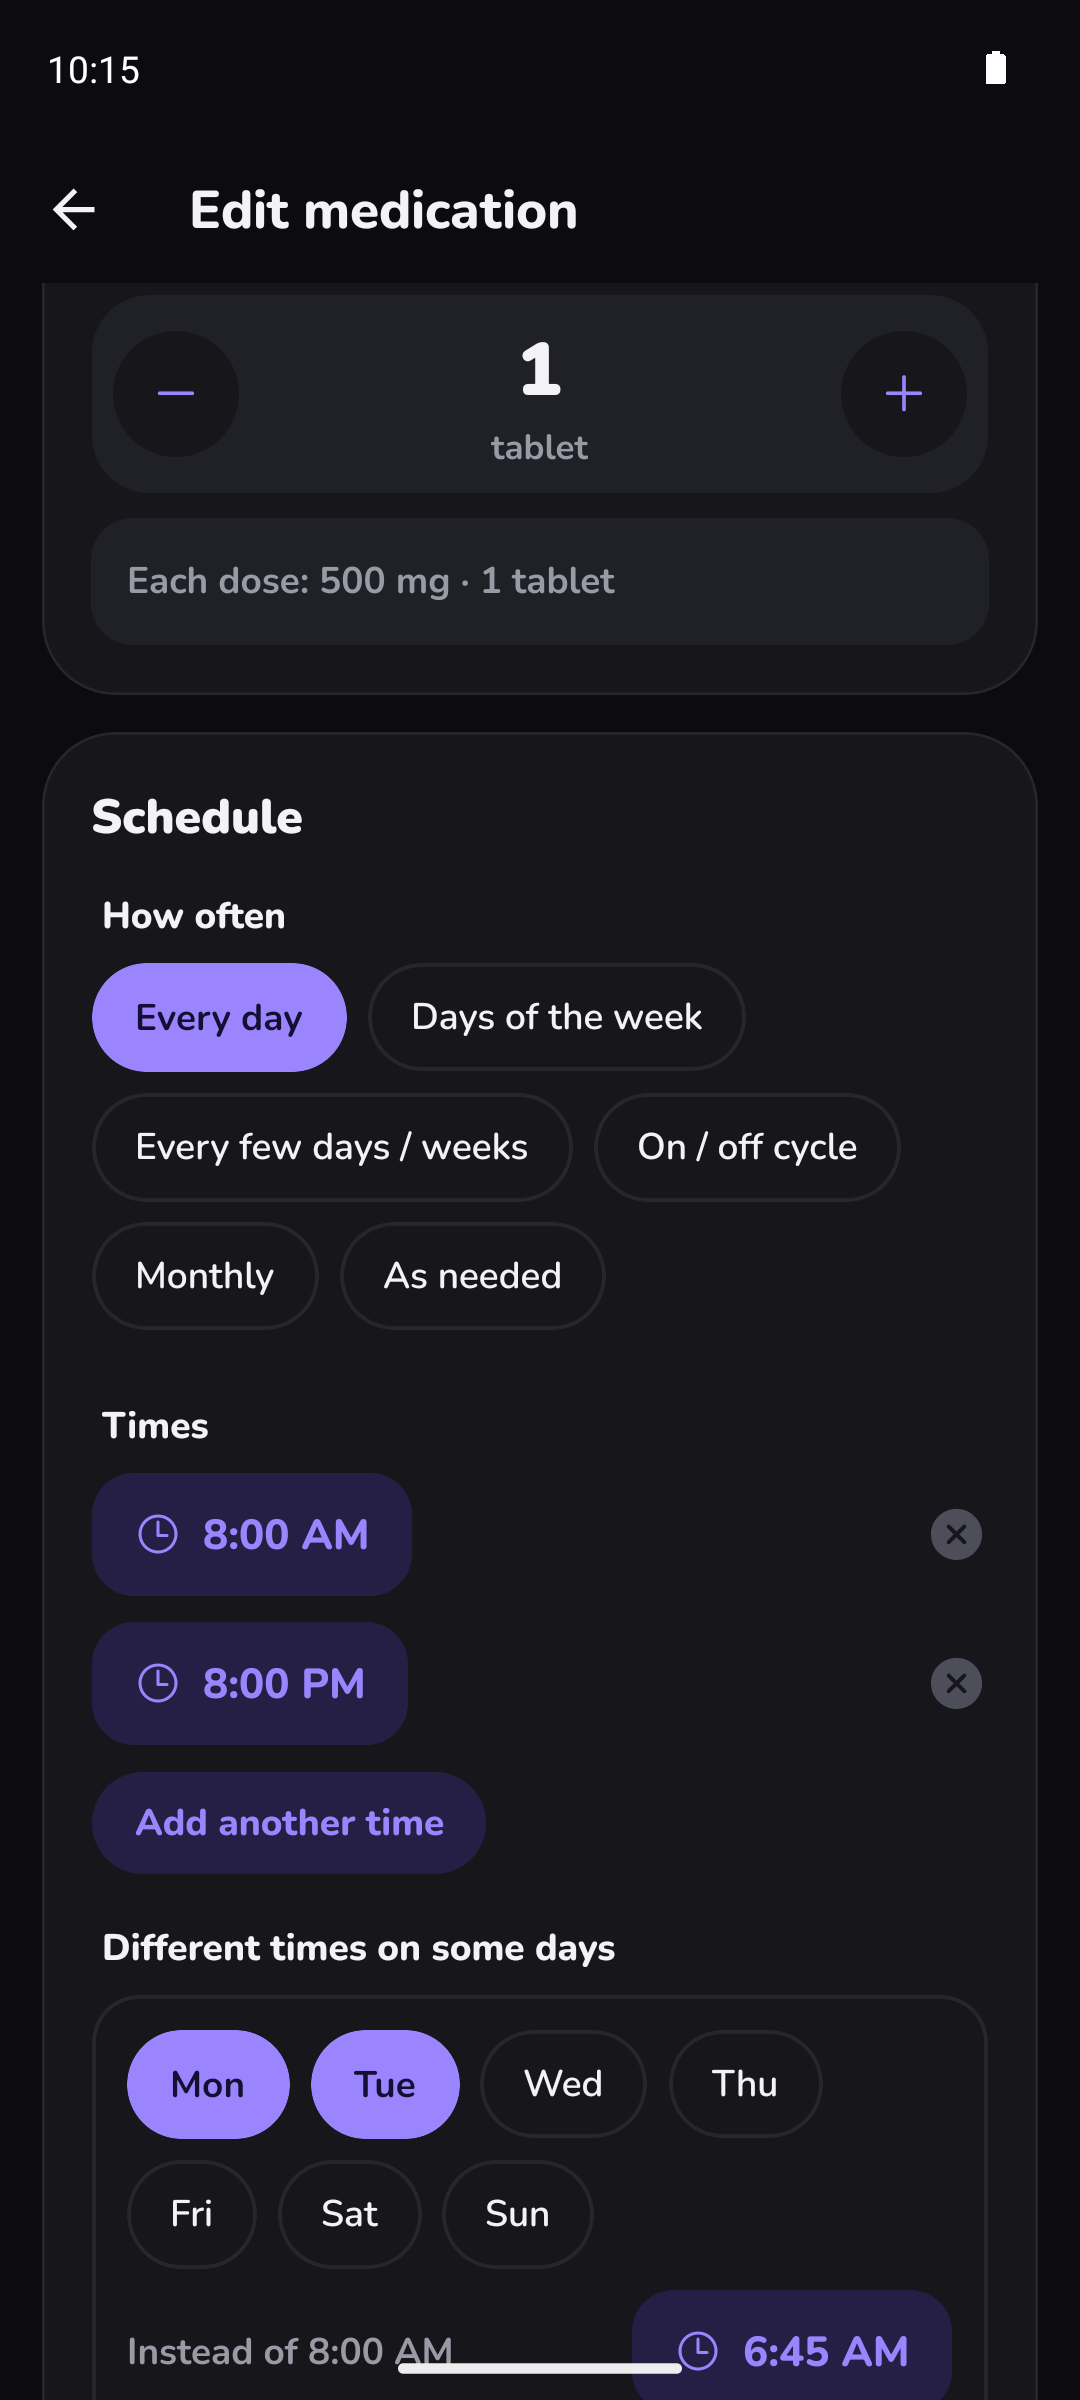 10:15
Edit medication
1
tablet
Each dose: 500 mg · 1 tablet
Schedule
How often
Every day
Days of the week
Every few days / weeks
On / off cycle
Monthly
As needed
Times
8:00 AM
8:00 PM
Add another time
Different times on some days
Mon
Tue
Wed
Thu
Fri
Sat
Sun
Instead of 8:00 AM
6:45 AM